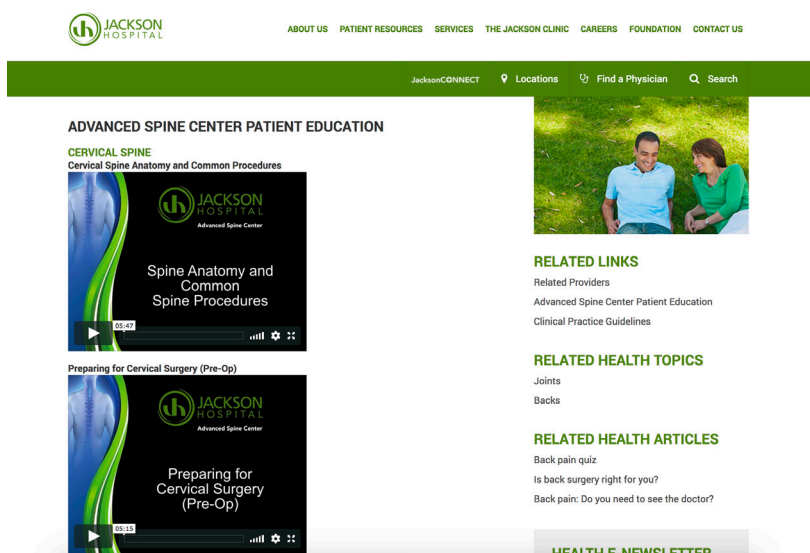 JACKSON
HOSPITAL
ABOUT US PATIENT RESOURCES SERVICES THE JACKSON CLINIC CAREERS FOUNDATION CONTACT US
JacksonCONNECT Locations Find a Physician Search
ADVANCED SPINE CENTER PATIENT EDUCATION
CERVICAL SPINE
Cervical Spine Anatomy and Common Procedures
JACKSON
HOSPITAL
Advanced Spine Center
Spine Anatomy and
Common
Spine Procedures
05:47
Preparing for Cervical Surgery (Pre-Op)
JACKSON
HOSPITAL
Advanced Spine Center
Preparing for
Cervical Surgery
(Pre-Op)
05:15
RELATED LINKS
Related Providers
Advanced Spine Center Patient Education
Clinical Practice Guidelines
RELATED HEALTH TOPICS
Joints
Backs
RELATED HEALTH ARTICLES
Back pain quiz
Is back surgery right for you?
Back pain: Do you need to see the doctor?
HEALTH E-NEWSLETTER